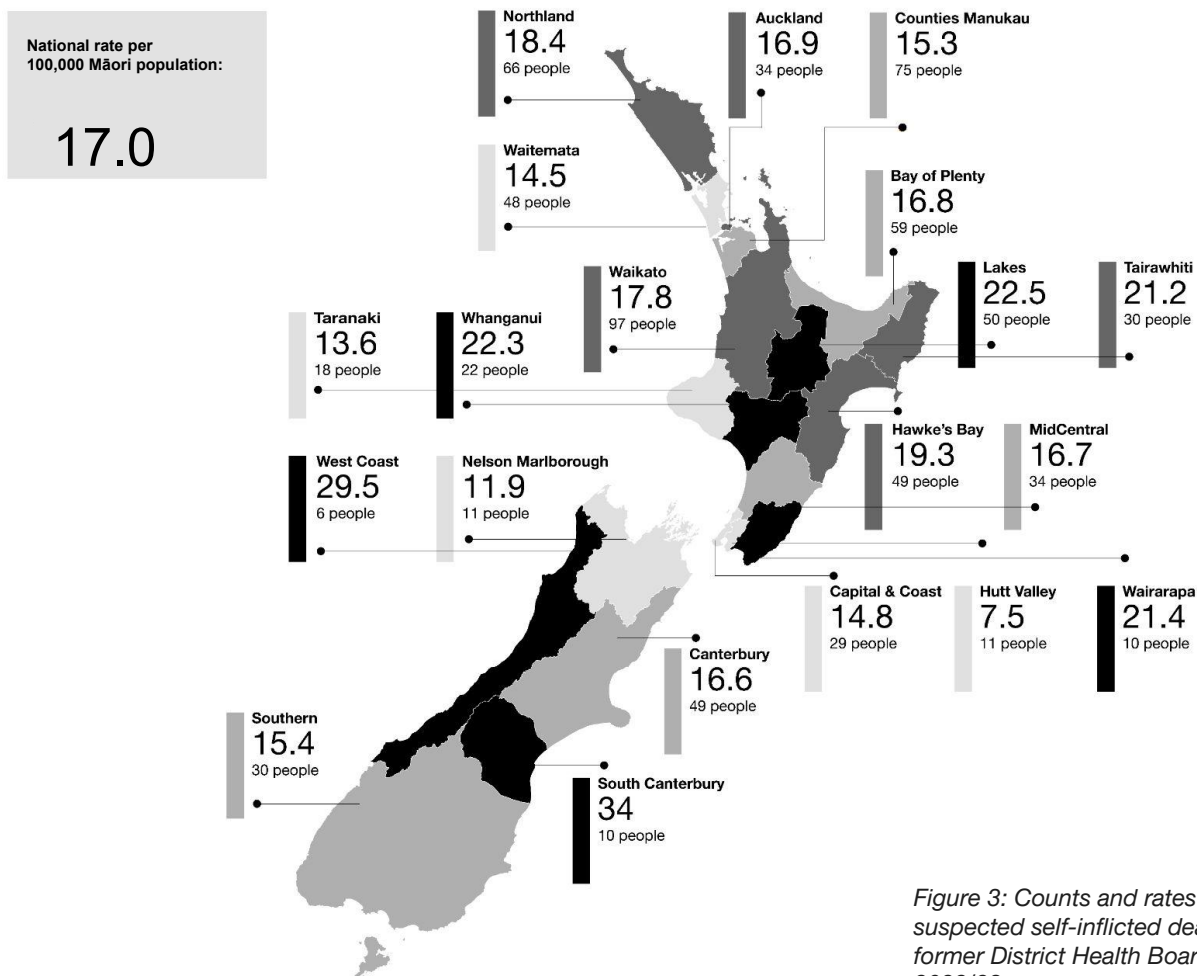 National rate per
100,000 Māori population:
17.0
Northland
18.4
66 people
Auckland
16.9
34 people
Counties Manukau
15.3
75 people
Waitemata
14.5
48 people
Bay of Plenty
16.8
59 people
Waikato
17.8
97 people
Lakes
22.5
50 people
Tairawhiti
21.2
30 people
Taranaki
13.6
18 people
Whanganui
22.3
22 people
Hawke's Bay
19.3
49 people
MidCentral
16.7
34 people
West Coast
29.5
6 people
Nelson Marlborough
11.9
11 people
Capital & Coast
14.8
29 people
Hutt Valley
7.5
11 people
Wairarapa
21.4
10 people
Canterbury
16.6
49 people
Southern
15.4
30 people
South Canterbury
34
10 people
Figure 3: Counts and rates
suspected self-inflicted
former District Health